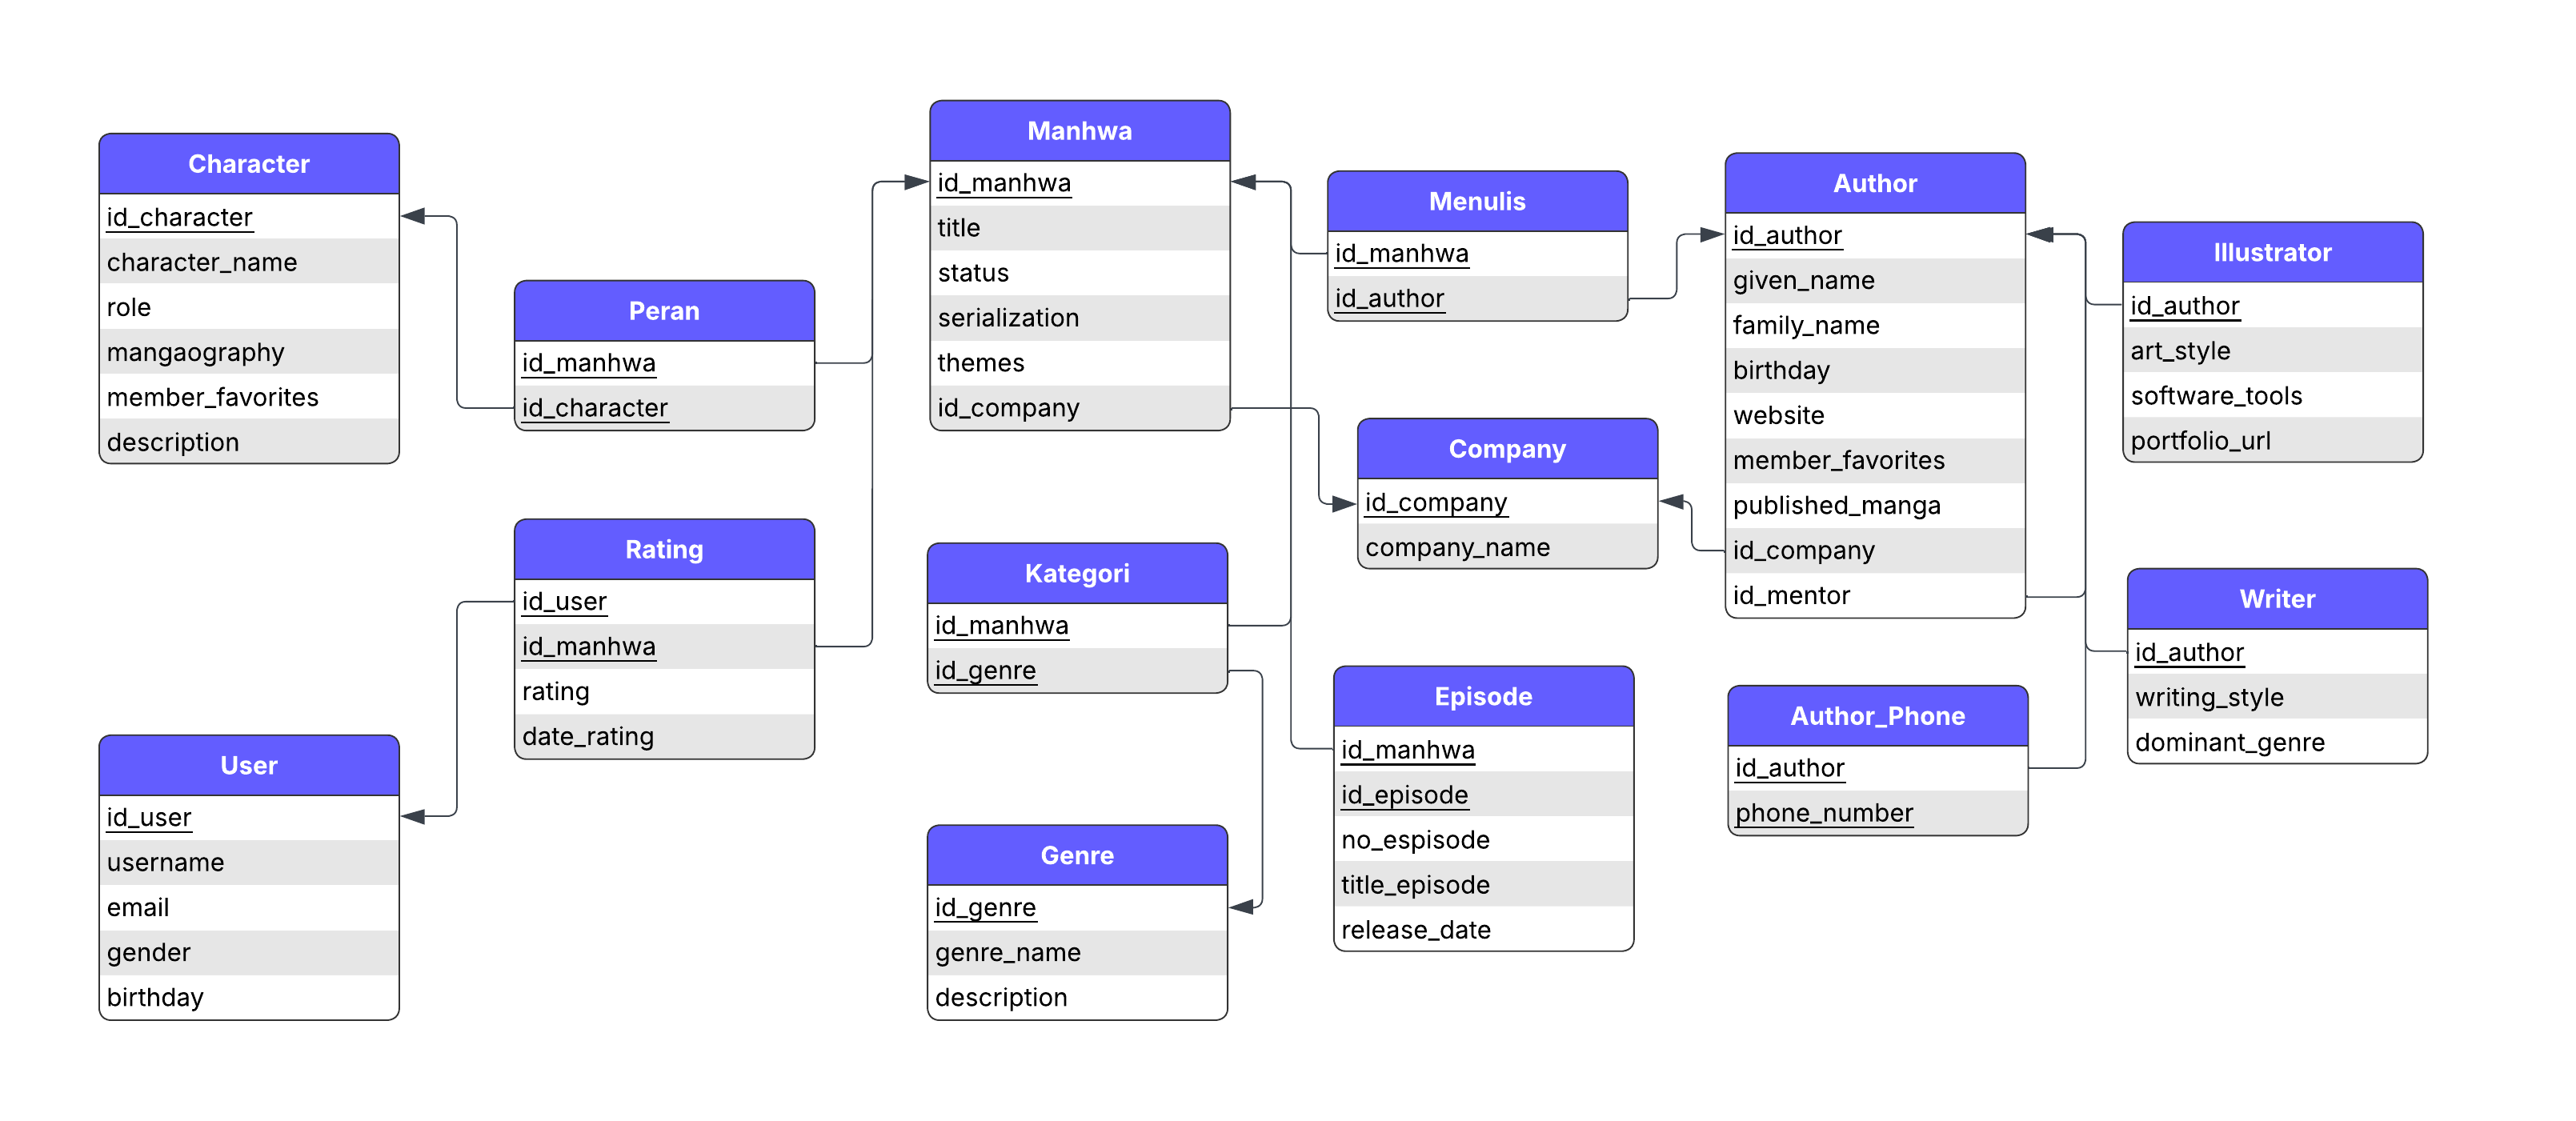 Character
id_character
character_name
role
mangaography
member_favorites
description
Peran
id_manhwa
id_character
Manhwa
id_manhwa
title
status
serialization
themes
id_company
Menulis
id_manhwa
id_author
Author
id_author
given_name
family_name
birthday
website
member_favorites
published_manga
id_company
id_mentor
Illustrator
id_author
art_style
software_tools
portfolio_url
Company
id_company
company_name
Rating
id_user
id_manhwa
rating
date_rating
Kategori
id_manhwa
id_genre
Writer
id_author
writing_style
dominant_genre
Episode
id_manhwa
id_episode
no_espisode
title_episode
release_date
Author_Phone
id_author
phone_number
User
id_user
username
email
gender
birthday
Genre
id_genre
genre_name
description